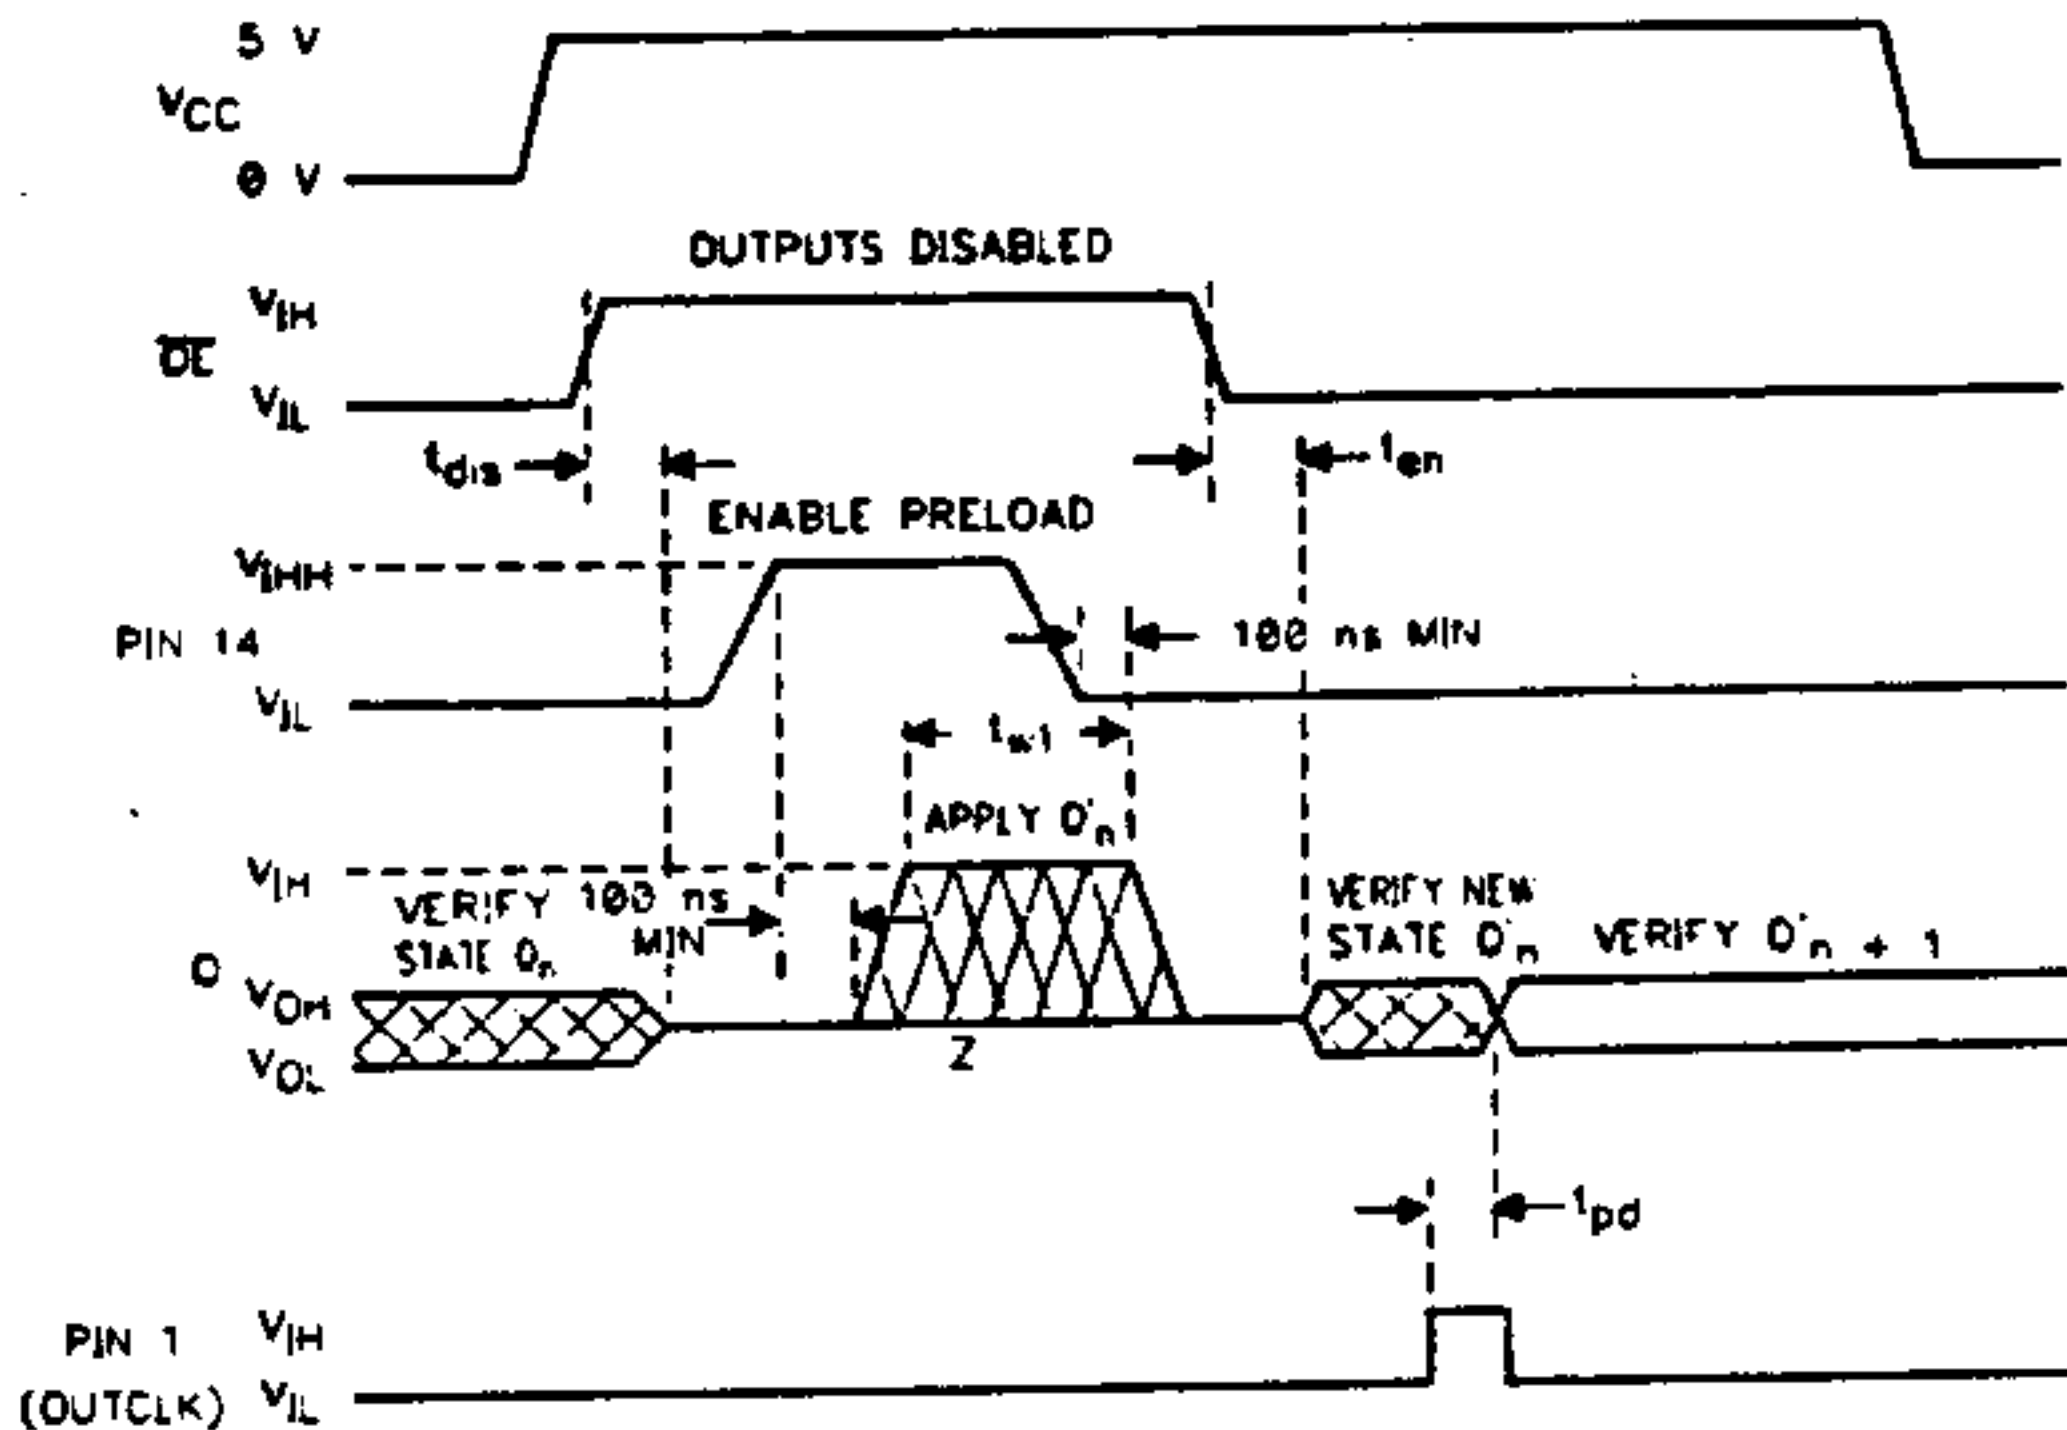 5 V
VCC
0 V
OUTPUTS DISABLED
VIH
OE
VIL
tdis
ten
ENABLE PRELOAD
VIHH
PIN 14
100 ns MIN
VIL
tw1
APPLY Q'n
VIH
VERIFY
STATE Qn
100 ns
MIN
VERIFY NEW
STATE Q'n
VERIFY Q'n + 1
Q
VOH
VOL
Z
tpd
PIN 1
(OUTCLK)
VIH
VIL